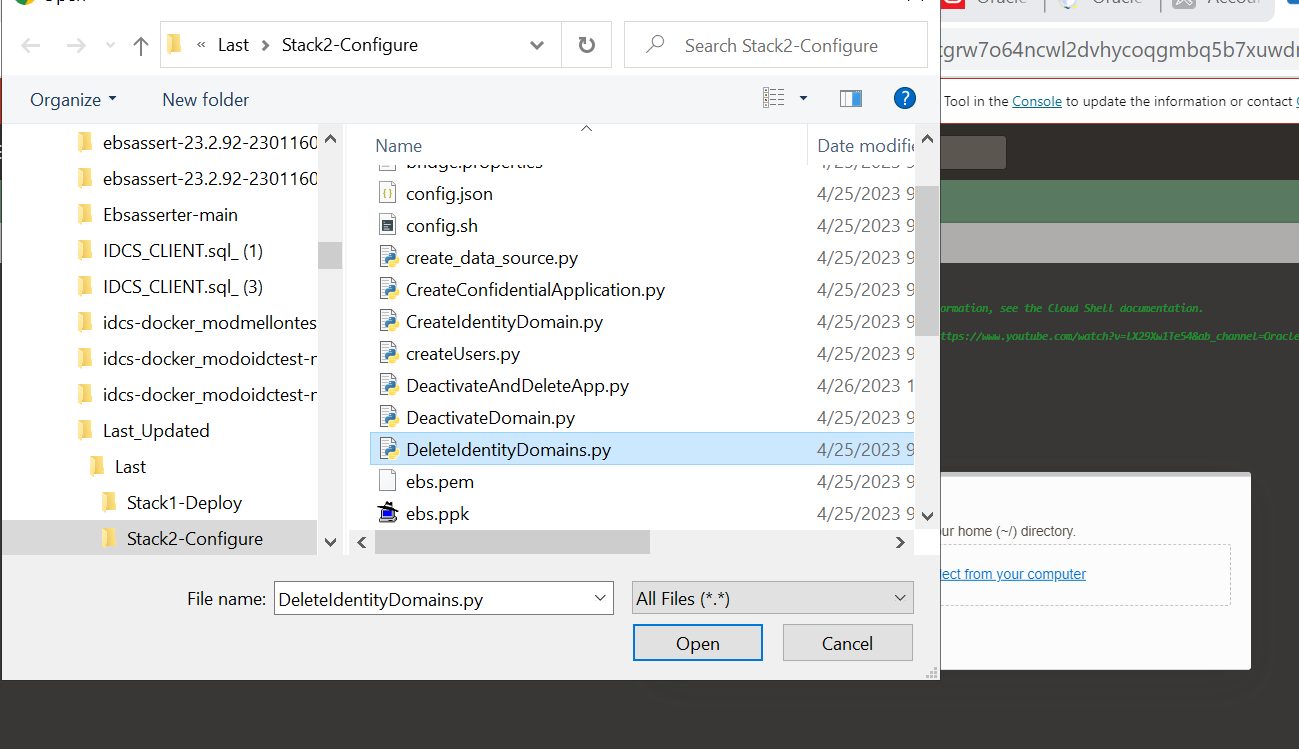 Open
« Last > Stack2-Configure
Search Stack2-Configure
Organize
New folder
ebsassert-23.2.92-2301160
ebsassert-23.2.92-2301160
Ebsasserter-main
IDCS_CLIENT.sql_ (1)
IDCS_CLIENT.sql_ (3)
idcs-docker_modmellontes
idcs-docker_modoidctest-r
idcs-docker_modoidctest-r
Last_Updated
Last
Stack1-Deploy
Stack2-Configure
Name Date modifie
bridge.properties 4/25/2023 9
config.json 4/25/2023 9
config.sh 4/25/2023 9
create_data_source.py 4/25/2023 9
CreateConfidentialApplication.py 4/25/2023 9
CreateIdentityDomain.py 4/25/2023 9
createUsers.py 4/25/2023 9
DeactivateAndDeleteApp.py 4/26/2023 1
DeactivateDomain.py 4/25/2023 9
DeleteIdentityDomains.py 4/25/2023 9
ebs.pem 4/25/2023 9
ebs.ppk 4/25/2023 9
File name: DeleteIdentityDomains.py
All Files (*.*)
Open
Cancel
Oracle
Oracle
Accou
grw7o64ncwl2dvhycoqgmbq5b7xuwdr
Tool in the Console to update the information or contact
ormation, see the Cloud Shell documentation.
ttps://www.youtube.com/watch?v=lX29Xw1Te54&ab_channel=Oracle
ur home (~/) directory.
lect from your computer